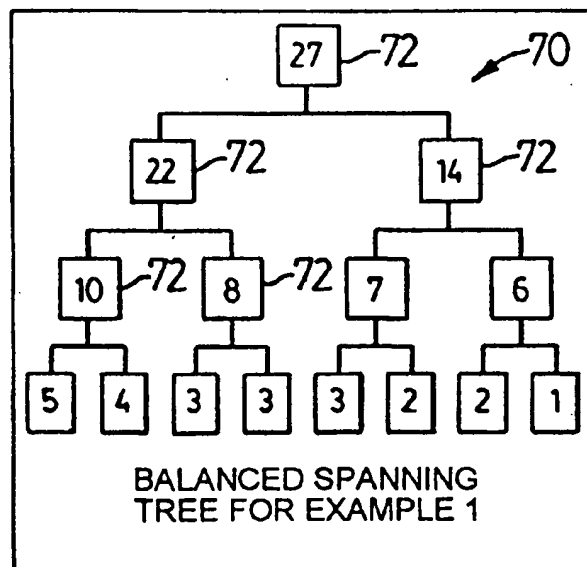 27 72 70
22 72 14 72
10 72 8 72 7 6
5 4 3 3 3 2 2 1
BALANCED SPANNING
TREE FOR EXAMPLE 1